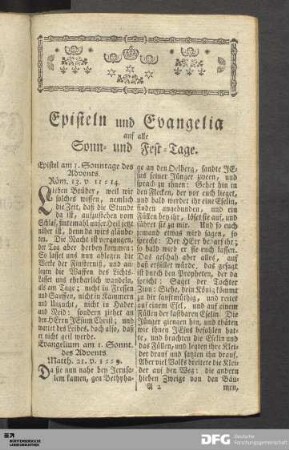 Episteln und Evangelia
auf alle
Sonn- und Fest-Tage.
Epistel am 1. Sonntage des
Advents
Röm. 13. v. 11 : 14.
Lieben Brüder, weil wir
solches wissen, nemlich
die Zeit, daß die Stunde
da ist, aufzustehen vom
Schlaf, sintemal unser Heil jetzt
näher ist, denn da wirs glaubten.
Die Nacht ist vergangen,
der Tag aber herbey kommen:
So lasset uns nun ablegen die
Werke der Finsterniß, und an-
legen die Waffen des Lichts.
Lasset uns ehrbarlich wandeln,
als am Tage; nicht in Fressen
und Saufen, nicht in Kammern
und Unzucht, nicht in Hader
und Neid: sondern ziehet an
den HErrn JEsum Christ; und
wartet des Leibes, doch also, daß
er nicht geil werde.
Evangelium am 1. Sonnt.
des Advents
Matth. 21. v. 1 : 9.
Da sie nun nahe bey Jerusa-
lem kamen, gen Bethpha-
ge an den Oelberg, sandte JE-
sus seiner Jünger zween, und
sprach zu ihnen: Gehet hin in
den Flecken, der vor euch lieget,
und bald werdet ihr eine Eselin
finden angebunden, und ein
Füllen bey ihr, löset sie auf, und
führet sie zu mir. Und so euch
jemand etwas wird sagen, so
sprecht: Der HErr bedarf ihr;
so bald wird er sie euch lassen.
Das geschah aber alles, auf
daß erfüllet würde, das gesagt
ist durch den Propheten, der da
spricht: Saget der Tochter
Zion: Siehe, dein König kömmt
zu dir sanftmüthig, und reitet
auf einem Esel, und auf einem
Füllen der lastbaren Eselin. Die
Jünger giengen hin, und thäten
wie ihnen JEsus befohlen hat-
te, und brachten die Eselin und
das Füllen, und legten ihre Klei-
der drauf und setzten ihn drauf.
Aber viel Volks breitete die Kleider
auf den Weg: die andern
hieben Zweige von den Bäu-
A 2 men,
DFG Deutsche
Forschungsgemeinschaft